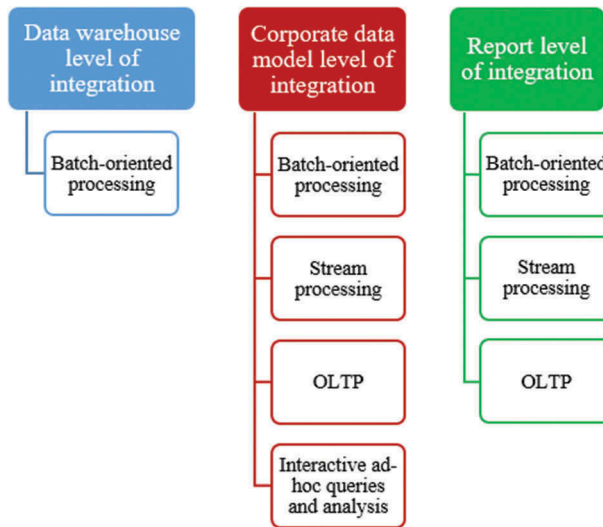 Data warehouse
level of
integration
Batch-oriented
processing
Corporate data
model level of
integration
Batch-oriented
processing
Stream
processing
OLTP
Interactive ad-
hoc queries
and analysis
Report level
of integration
Batch-oriented
processing
Stream
processing
OLTP